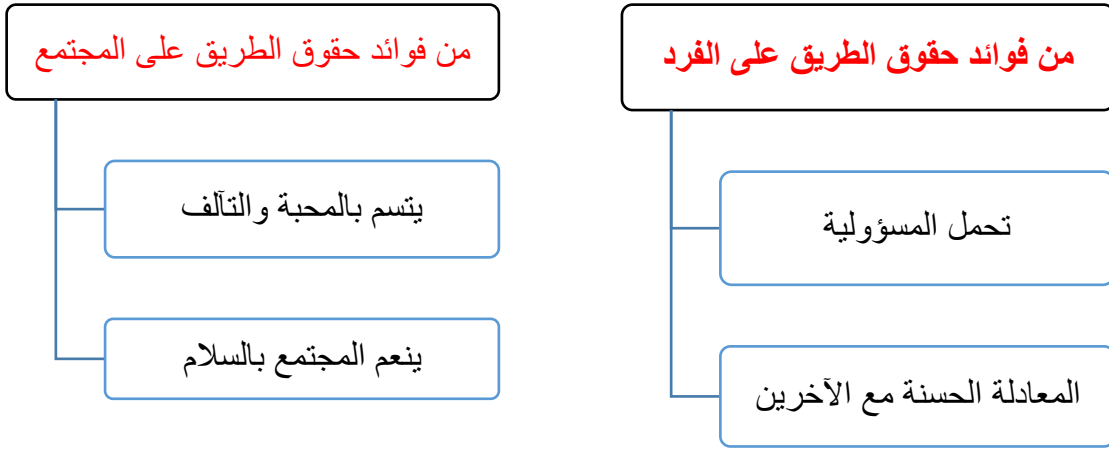 من فوائد حقوق الطريق على الفرد
تحمل المسؤولية
المعادلة الحسنة مع الآخرين
من فوائد حقوق الطريق على المجتمع
يتسم بالمحبة والتآلف
ينعم المجتمع بالسلام